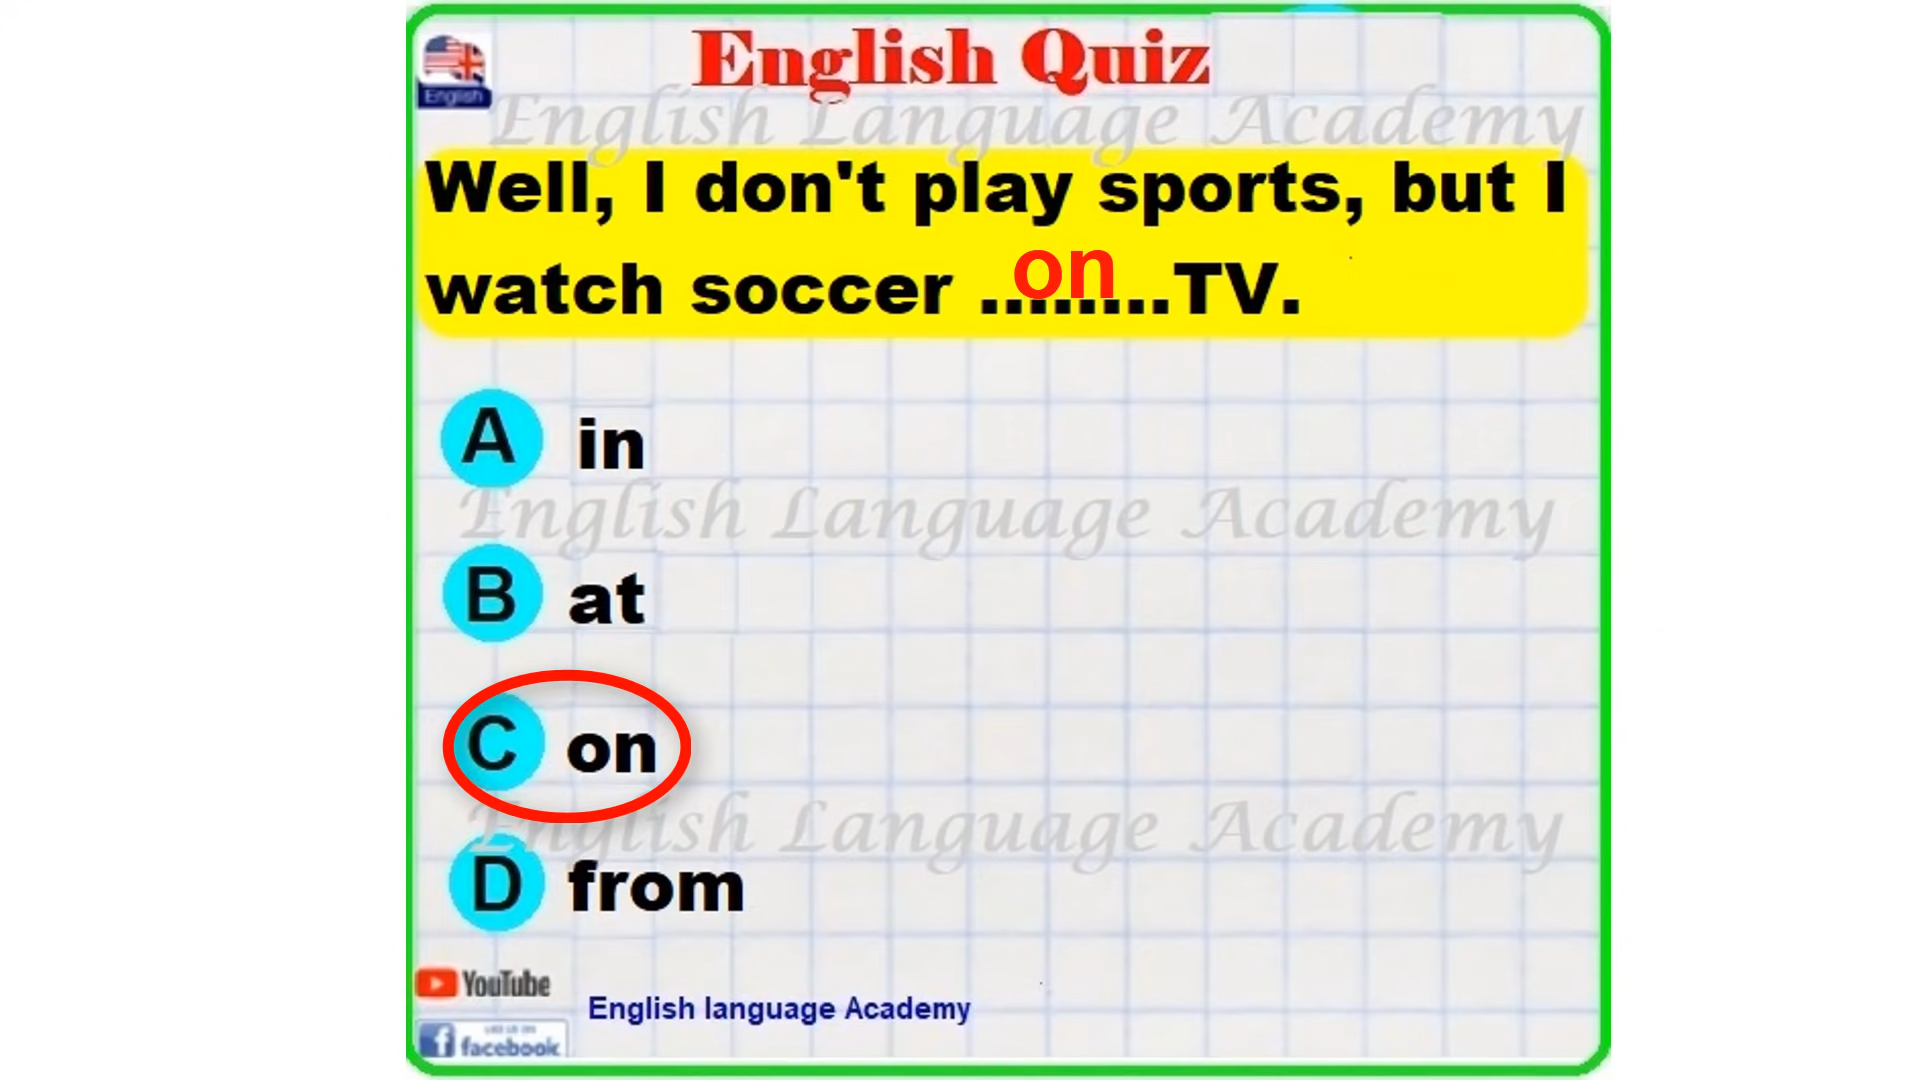 English Quiz
English
English Language Academy
Well, I don't play sports, but I
watch soccer ........TV.
on
A in
English Language Academy
B at
C on
English Language Academy
D from
YouTube
English language Academy
facebook